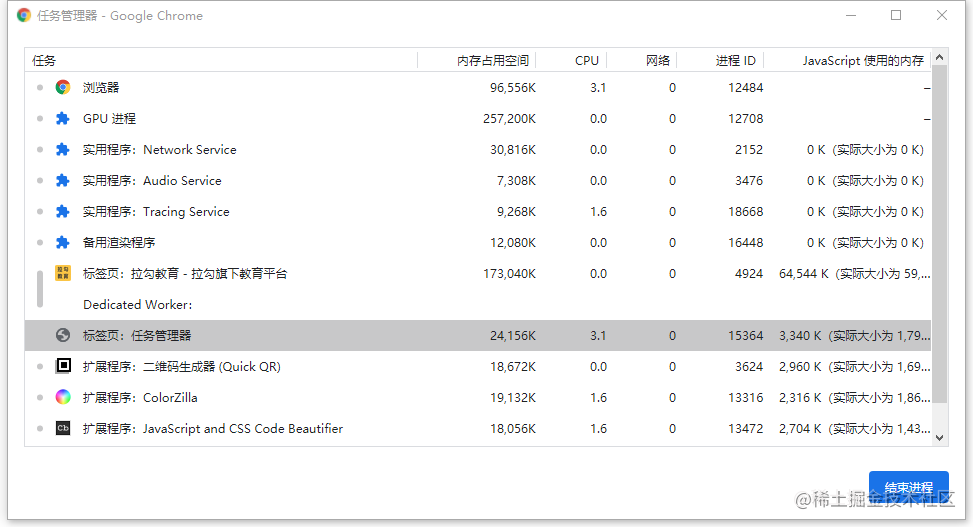 任务管理器 - Google Chrome
任务 内存占用空间 CPU 网络 进程 ID JavaScript 使用的内存
浏览器 96,556K 3.1 0 12484 –
GPU 进程 257,200K 0.0 0 12708 –
实用程序：Network Service 30,816K 0.0 0 2152 0 K（实际大小为 0 K）
实用程序：Audio Service 7,308K 0.0 0 3476 0 K（实际大小为 0 K）
实用程序：Tracing Service 9,268K 1.6 0 18668 0 K（实际大小为 0 K）
备用渲染程序 12,080K 0.0 0 16448 0 K（实际大小为 0 K）
拉勾
教育
标签页：拉勾教育 - 拉勾旗下教育平台 173,040K 0.0 0 4924 64,544 K（实际大小为 59,...
Dedicated Worker:
标签页：任务管理器 24,156K 3.1 0 15364 3,340 K（实际大小为 1,79...
扩展程序：二维码生成器 (Quick QR) 18,672K 0.0 0 3624 2,960 K（实际大小为 1,69...
扩展程序：ColorZilla 19,132K 1.6 0 13316 2,316 K（实际大小为 1,86...
Cb 扩展程序：JavaScript and CSS Code Beautifier 18,056K 1.6 0 13472 2,704 K（实际大小为 1,43...
结束进程
@稀土掘金技术社区